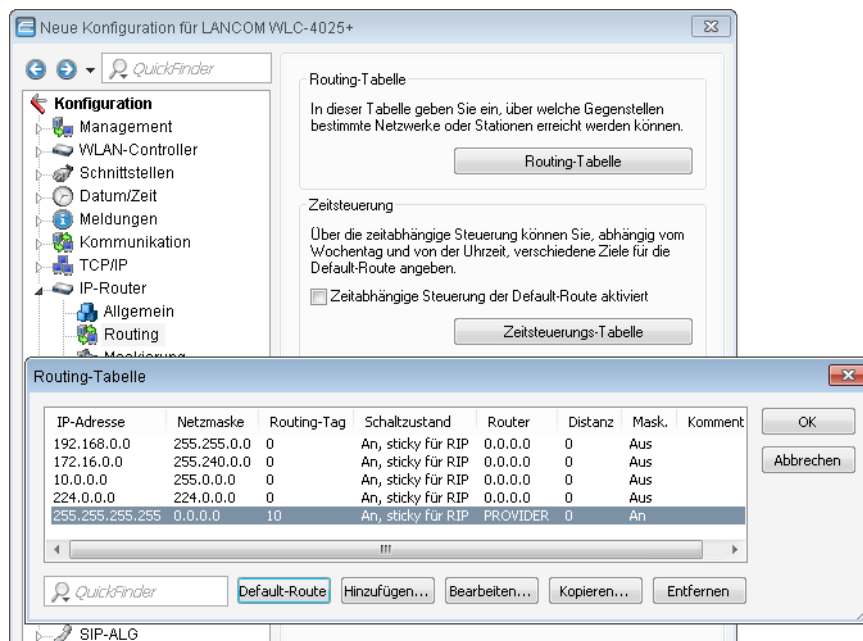 Neue Konfiguration für LANCOM WLC-4025+
QuickFinder
Konfiguration
Management
WLAN-Controller
Schnittstellen
Datum/Zeit
Meldungen
Kommunikation
TCP/IP
IP-Router
Allgemein
Routing
Maskierung
Routing-Tabelle
In dieser Tabelle geben Sie ein, über welche Gegenstellen
bestimmte Netzwerke oder Stationen erreicht werden können.
Routing-Tabelle
Zeitsteuerung
Über die zeitabhängige Steuerung können Sie, abhängig vom
Wochentag und von der Uhrzeit, verschiedene Ziele für die
Default-Route angeben.
Zeitabhängige Steuerung der Default-Route aktiviert
Zeitsteuerungs-Tabelle
Routing-Tabelle
IP-Adresse Netzmaske Routing-Tag Schaltzustand Router Distanz Mask. Komment
192.168.0.0 255.255.0.0 0 An, sticky für RIP 0.0.0.0 0 Aus
172.16.0.0 255.240.0.0 0 An, sticky für RIP 0.0.0.0 0 Aus
10.0.0.0 255.0.0.0 0 An, sticky für RIP 0.0.0.0 0 Aus
224.0.0.0 224.0.0.0 0 An, sticky für RIP 0.0.0.0 0 Aus
255.255.255.255 0.0.0.0 10 An, sticky für RIP PROVIDER 0 An
OK
Abbrechen
QuickFinder Default-Route Hinzufügen... Bearbeiten... Kopieren... Entfernen
SIP-ALG